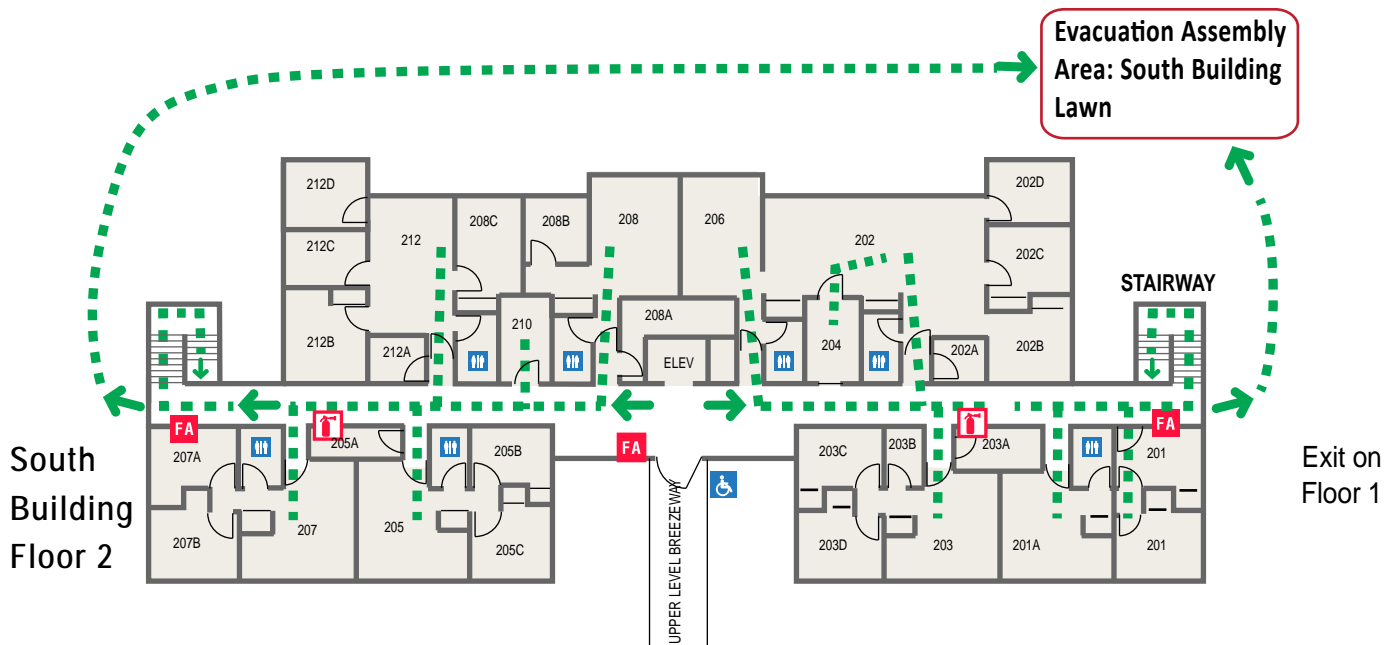 Evacuation Assembly
Area: South Building
Lawn
212D
202D
208C
208B
208
206
212
202
212C
202C
STAIRWAY
208A
210
212B
212A
ELEV
204
202A
202B
FA
FA
205A
203A
207A
FA
205B
203C
203B
201
South
Building
Floor 2
Exit on
Floor 1
207B
207
205
205C
203D
203
201A
201
UPPER LEVEL BREEZEWAY